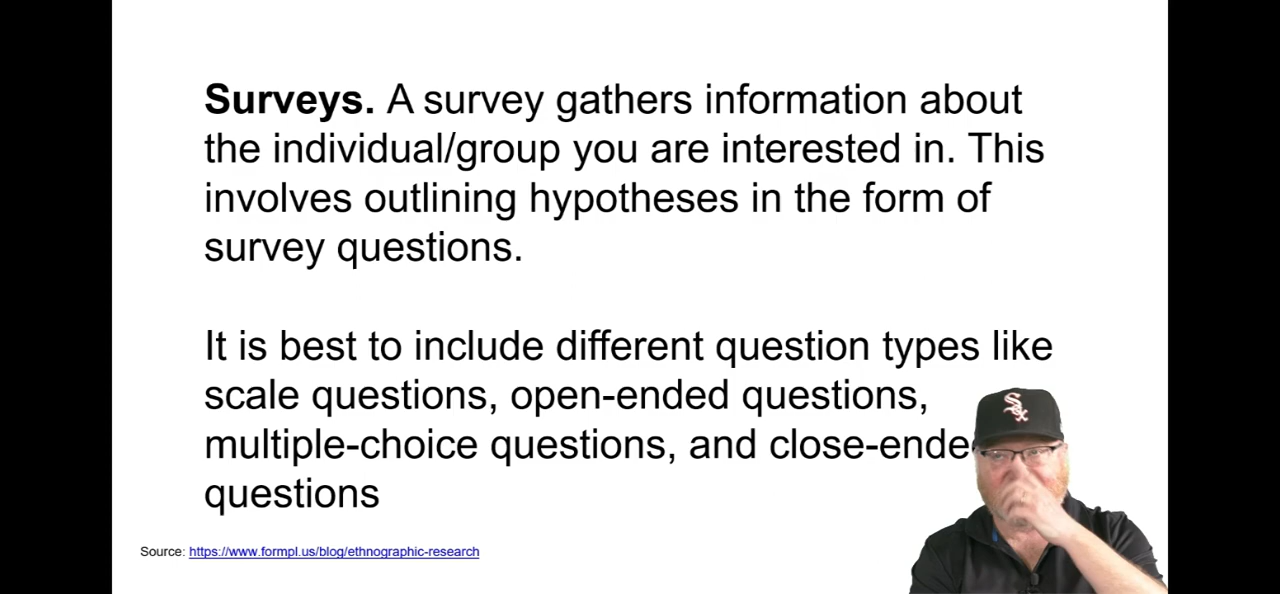 Surveys. A survey gathers information about
the individual/group you are interested in. This
involves outlining hypotheses in the form of
survey questions.
It is best to include different question types like
scale questions, open-ended questions,
multiple-choice questions, and close-ende
questions
Source: https://www.formpl.us/blog/ethnographic-research
Sox